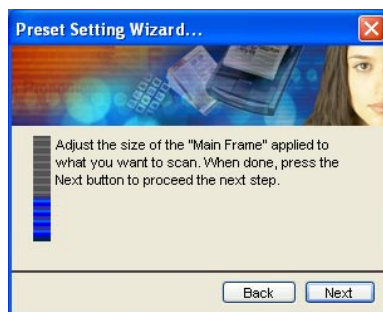 Preset Setting Wizard...
Adjust the size of the "Main Frame" applied to
what you want to scan. When done, press the
Next button to proceed the next step.
Back Next